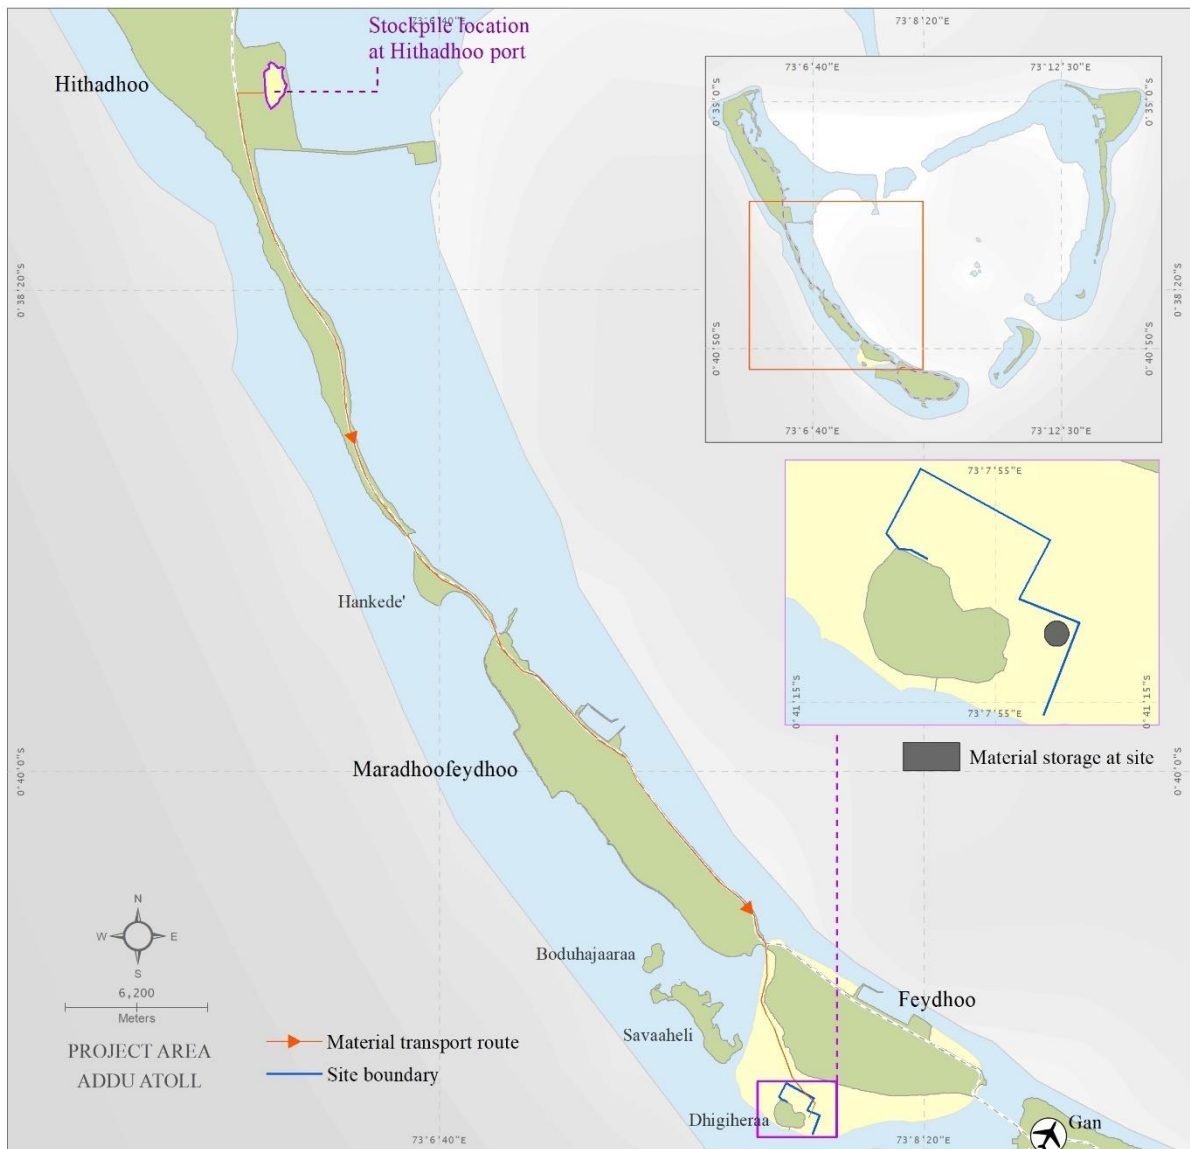 73°6'40"E
73°8'20"E
Stockpile location
at Hithadhoo port
Hithadhoo
73°6'40"E
73°12'30"E
0°39'0"S
0°35'0"S
0°38'20"S
0°38'20"S
0°40'50"S
0°40'50"S
73°6'40"E
73°12'30"E
73°7'55"E
Hankede'
0°41'15"S
73°7'55"E
0°41'15"S
Material storage at site
Maradhoofeydhoo
0°40'0"S
0°40'0"S
N
W
E
S
6,200
Meters
PROJECT AREA
ADDU ATOLL
Material transport route
Site boundary
Boduhajaaraa
Savaaheli
Feydhoo
Dhigiheraa
Gan
73°6'40"E
73°8'20"E